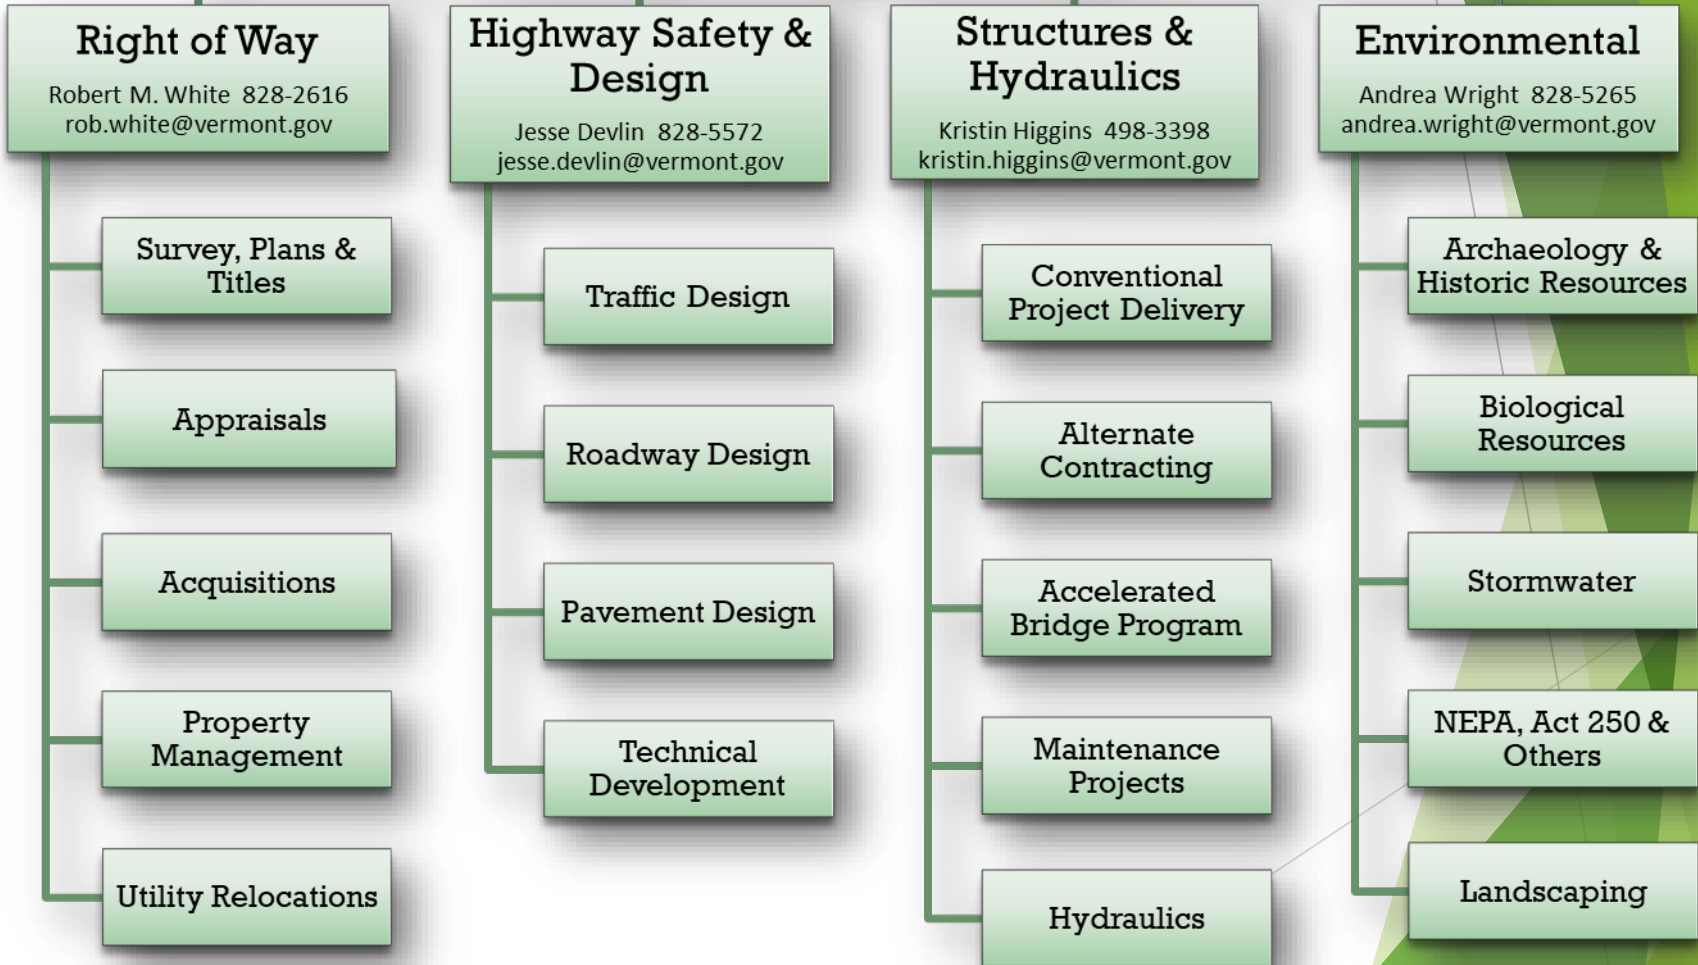 Right of Way
Robert M. White 828-2616
rob.white@vermont.gov
Survey, Plans &
Titles
Appraisals
Acquisitions
Property
Management
Utility Relocations
Highway Safety &
Design
Jesse Devlin 828-5572
jesse.devlin@vermont.gov
Traffic Design
Roadway Design
Pavement Design
Technical
Development
Structures &
Hydraulics
Kristin Higgins 498-3398
kristin.higgins@vermont.gov
Conventional
Project Delivery
Alternate
Contracting
Accelerated
Bridge Program
Maintenance
Projects
Hydraulics
Environmental
Andrea Wright 828-5265
andrea.wright@vermont.gov
Archaeology &
Historic Resources
Biological
Resources
Stormwater
NEPA, Act 250 &
Others
Landscaping